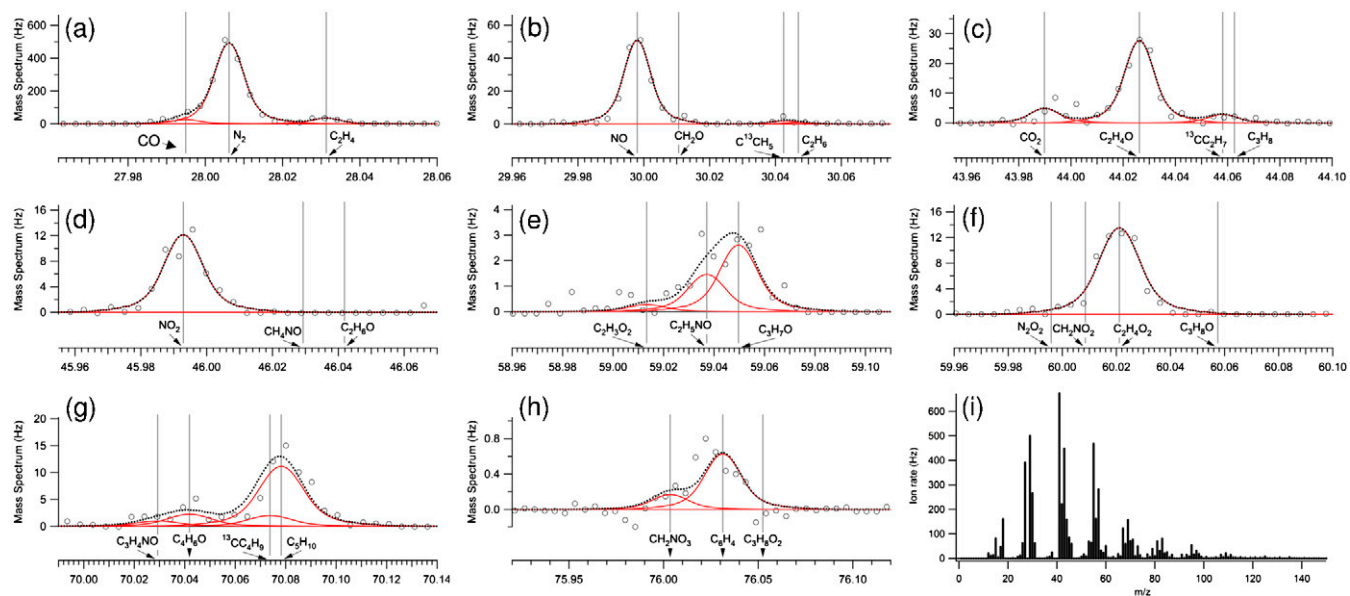 (a)
Mass Spectrum (Hz)
600
400
200
0
CO
N₂
C₂H₄
27.98 28.00 28.02 28.04 28.06
(b)
Mass Spectrum (Hz)
60
40
20
0
NO
CH₂O
C¹³CH₅
C₂H₆
29.96 29.98 30.00 30.02 30.04 30.06
(c)
Mass Spectrum (Hz)
30
20
10
0
CO₂
C₂H₄O
¹³CC₂H₇
C₃H₈
43.96 43.98 44.00 44.02 44.04 44.06 44.08 44.10
(d)
Mass Spectrum (Hz)
16
12
8
4
0
NO₂
CH₄NO
C₂H₆O
45.96 45.98 46.00 46.02 46.04 46.06
(e)
Mass Spectrum (Hz)
4
3
2
1
0
C₂H₃O₂
C₂H₅NO
C₃H₇O
58.96 58.98 59.00 59.02 59.04 59.06 59.08 59.10
(f)
Mass Spectrum (Hz)
16
12
8
4
0
N₂O₂
CH₂NO₂
C₂H₄O₂
C₃H₈O
59.96 59.98 60.00 60.02 60.04 60.06 60.08 60.10
(g)
Mass Spectrum (Hz)
20
15
10
5
0
C₃H₄NO
C₄H₆O
¹³CC₄H₉
C₅H₁₀
70.00 70.02 70.04 70.06 70.08 70.10 70.12 70.14
(h)
Mass Spectrum (Hz)
0.8
0.4
0.0
CH₂NO₃
C₆H₄
C₃H₈O₂
75.95 76.00 76.05 76.10
(i)
Ion rate (Hz)
600
500
400
300
200
100
0
0 20 40 60 80 100 120 140
m/z